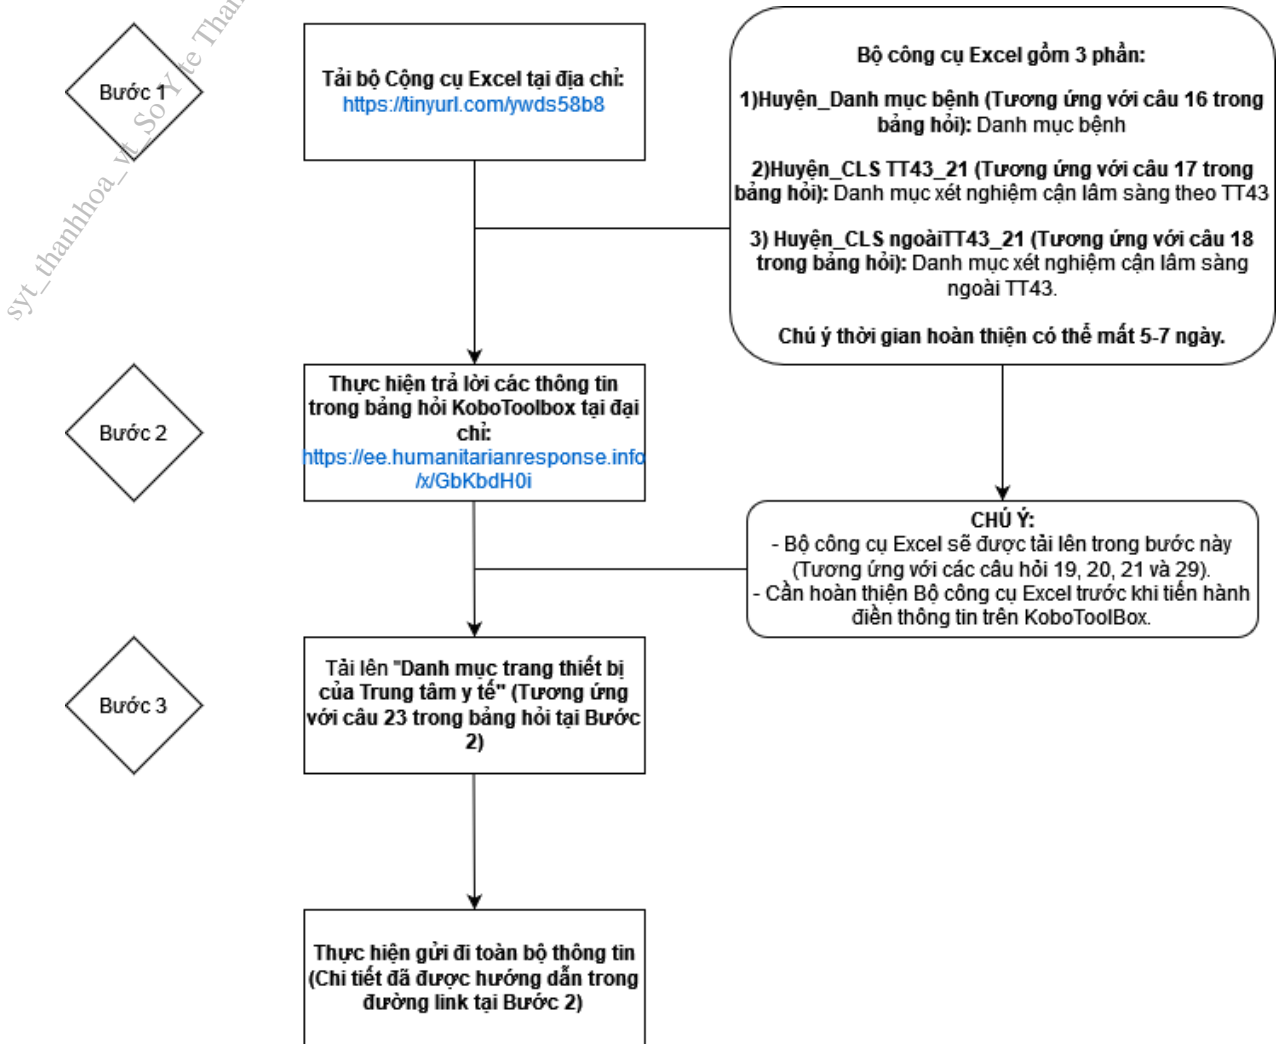 Bước 1
Tải bộ Cộng cụ Excel tại địa chỉ:
https://tinyurl.com/ywds58b8
Bộ công cụ Excel gồm 3 phần:
1)Huyện_Danh mục bệnh (Tương ứng với câu 16 trong
bảng hỏi): Danh mục bệnh
2)Huyện_CLS TT43_21 (Tương ứng với câu 17 trong
bảng hỏi): Danh mục xét nghiệm cận lâm sàng theo TT43
3) Huyện_CLS ngoàiTT43_21 (Tương ứng với câu 18
trong bảng hỏi): Danh mục xét nghiệm cận lâm sàng
ngoài TT43.
Chú ý thời gian hoàn thiện có thể mất 5-7 ngày.
syt_thanhhoa_vt_So Y te Than
Bước 2
Thực hiện trả lời các thông tin
trong bảng hỏi KoboToolbox tại đại
chỉ:
https://ee.humanitarianresponse.info
/x/GbKbdH0i
CHÚ Ý:
- Bộ công cụ Excel sẽ được tải lên trong bước này
(Tương ứng với các câu hỏi 19, 20, 21 và 29).
- Cần hoàn thiện Bộ công cụ Excel trước khi tiến hành
điền thông tin trên KoboToolBox.
Bước 3
Tải lên "Danh mục trang thiết bị
của Trung tâm y tế" (Tương ứng
với câu 23 trong bảng hỏi tại Bước
2)
Thực hiện gửi đi toàn bộ thông tin
(Chi tiết đã được hướng dẫn trong
đường link tại Bước 2)